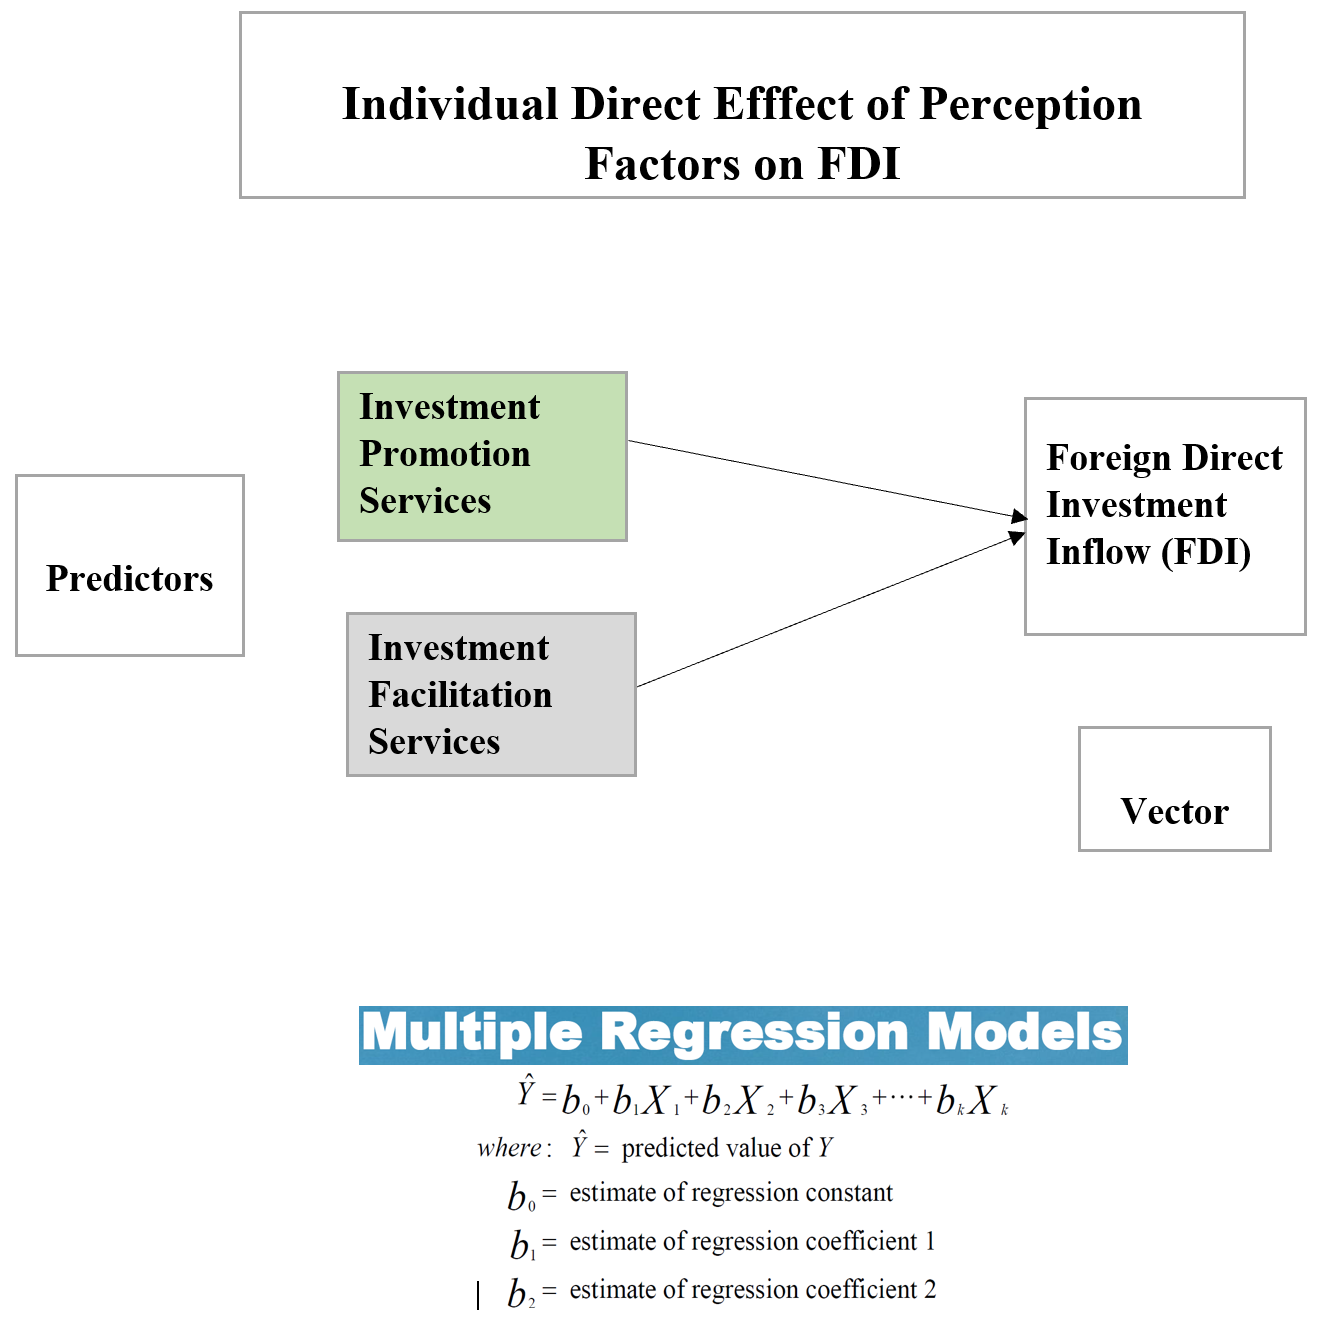 Individual Direct Efffect of Perception
Factors on FDI
Investment
Promotion
Services
Foreign Direct
Investment
Inflow (FDI)
Predictors
Investment
Facilitation
Services
Vector
Multiple Regression Models
Ŷ = b₀ + b₁X₁ + b₂X₂ + b₃X₃ + ⋯ + bₖXₖ
where: Ŷ = predicted value of Y
b₀ = estimate of regression constant
b₁ = estimate of regression coefficient 1
b₂ = estimate of regression coefficient 2